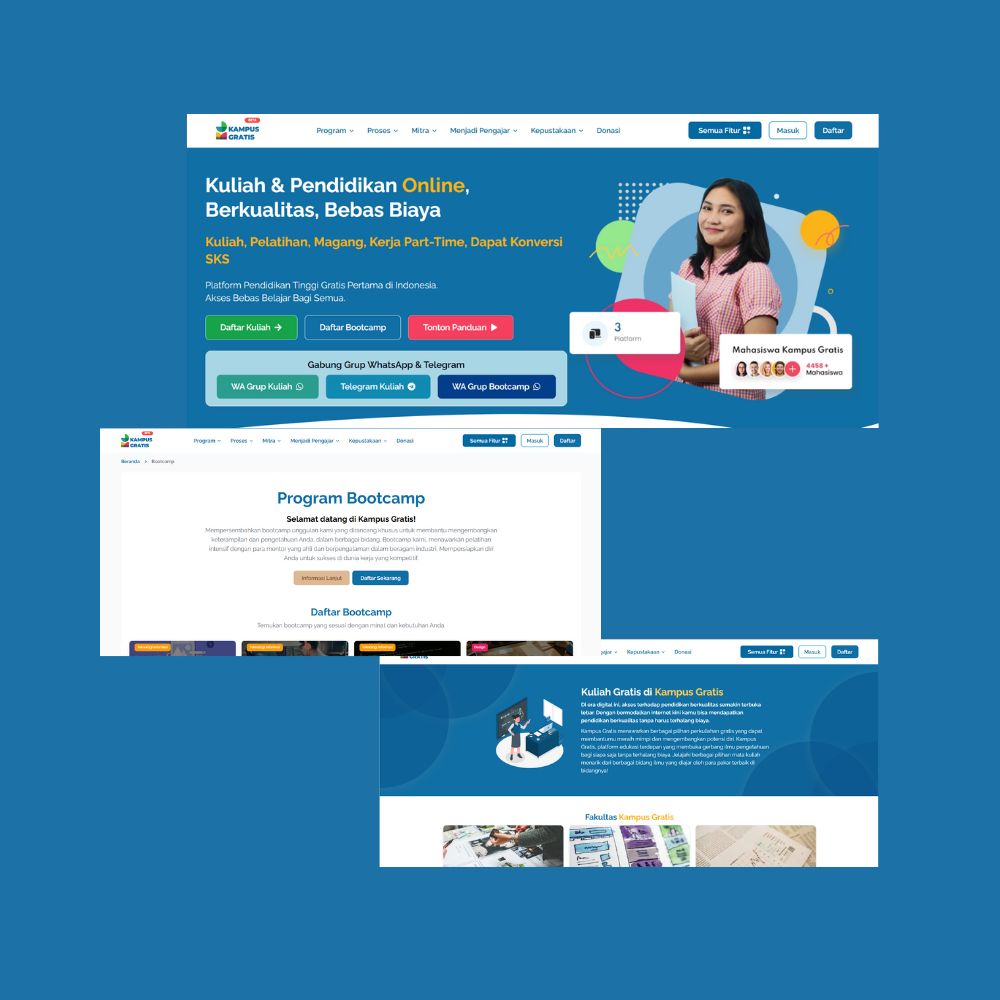 BETA
KAMPUS
GRATIS
Program Proses Mitra Menjadi Pengajar Kepustakaan Donasi
Semua Fitur Masuk Daftar
Kuliah & Pendidikan Online,
Berkualitas, Bebas Biaya
Kuliah, Pelatihan, Magang, Kerja Part-Time, Dapat Konversi
SKS
Platform Pendidikan Tinggi Gratis Pertama di Indonesia.
Akses Bebas Belajar Bagi Semua.
Daftar Kuliah Daftar Bootcamp Tonton Panduan
Gabung Grup WhatsApp & Telegram
WA Grup Kuliah Telegram Kuliah WA Grup Bootcamp
3
Platform
Mahasiswa Kampus Gratis
4458 +
Mahasiswa
BETA
KAMPUS
GRATIS
Program Proses Mitra Menjadi Pengajar Kepustakaan Donasi
Semua Fitur Masuk Daftar
Beranda > Bootcamp
Program Bootcamp
Selamat datang di Kampus Gratis!
Mempersembahkan bootcamp unggulan kami yang dirancang khusus untuk membantu mengembangkan
keterampilan dan pengetahuan Anda, dalam berbagai bidang. Bootcamp kami, menawarkan pelatihan
intensif dengan para mentor yang ahli dan berpengalaman dalam beragam industri. Mempersiapkan diri
Anda untuk sukses di dunia kerja yang kompetitif.
Informasi Lanjut Daftar Sekarang
Daftar Bootcamp
Temukan bootcamp yang sesuai dengan minat dan kebutuhan Anda.
Teknologi Informasi Teknologi Informasi Teknologi Informasi Design
GRATIS
gajar Kepustakaan Donasi
Semua Fitur Masuk Daftar
Kuliah Gratis di Kampus Gratis
Di era digital ini, akses terhadap pendidikan berkualitas semakin terbuka
lebar. Dengan bermodalkan internet kini kamu bisa mendapatkan
pendidikan berkualitas tanpa harus terhalang biaya.
Kampus Gratis menawarkan berbagai pilihan perkuliahan gratis yang dapat
membantumu meraih mimpi dan mengembangkan potensi diri. Kampus
Gratis, platform edukasi terdepan yang membuka gerbang ilmu pengetahuan
bagi siapa saja tanpa terhalang biaya. Jelajahi berbagai pilihan mata kuliah
menarik dari berbagai bidang ilmu yang diajar oleh para pakar terbaik di
bidangnya!
Fakultas Kampus Gratis